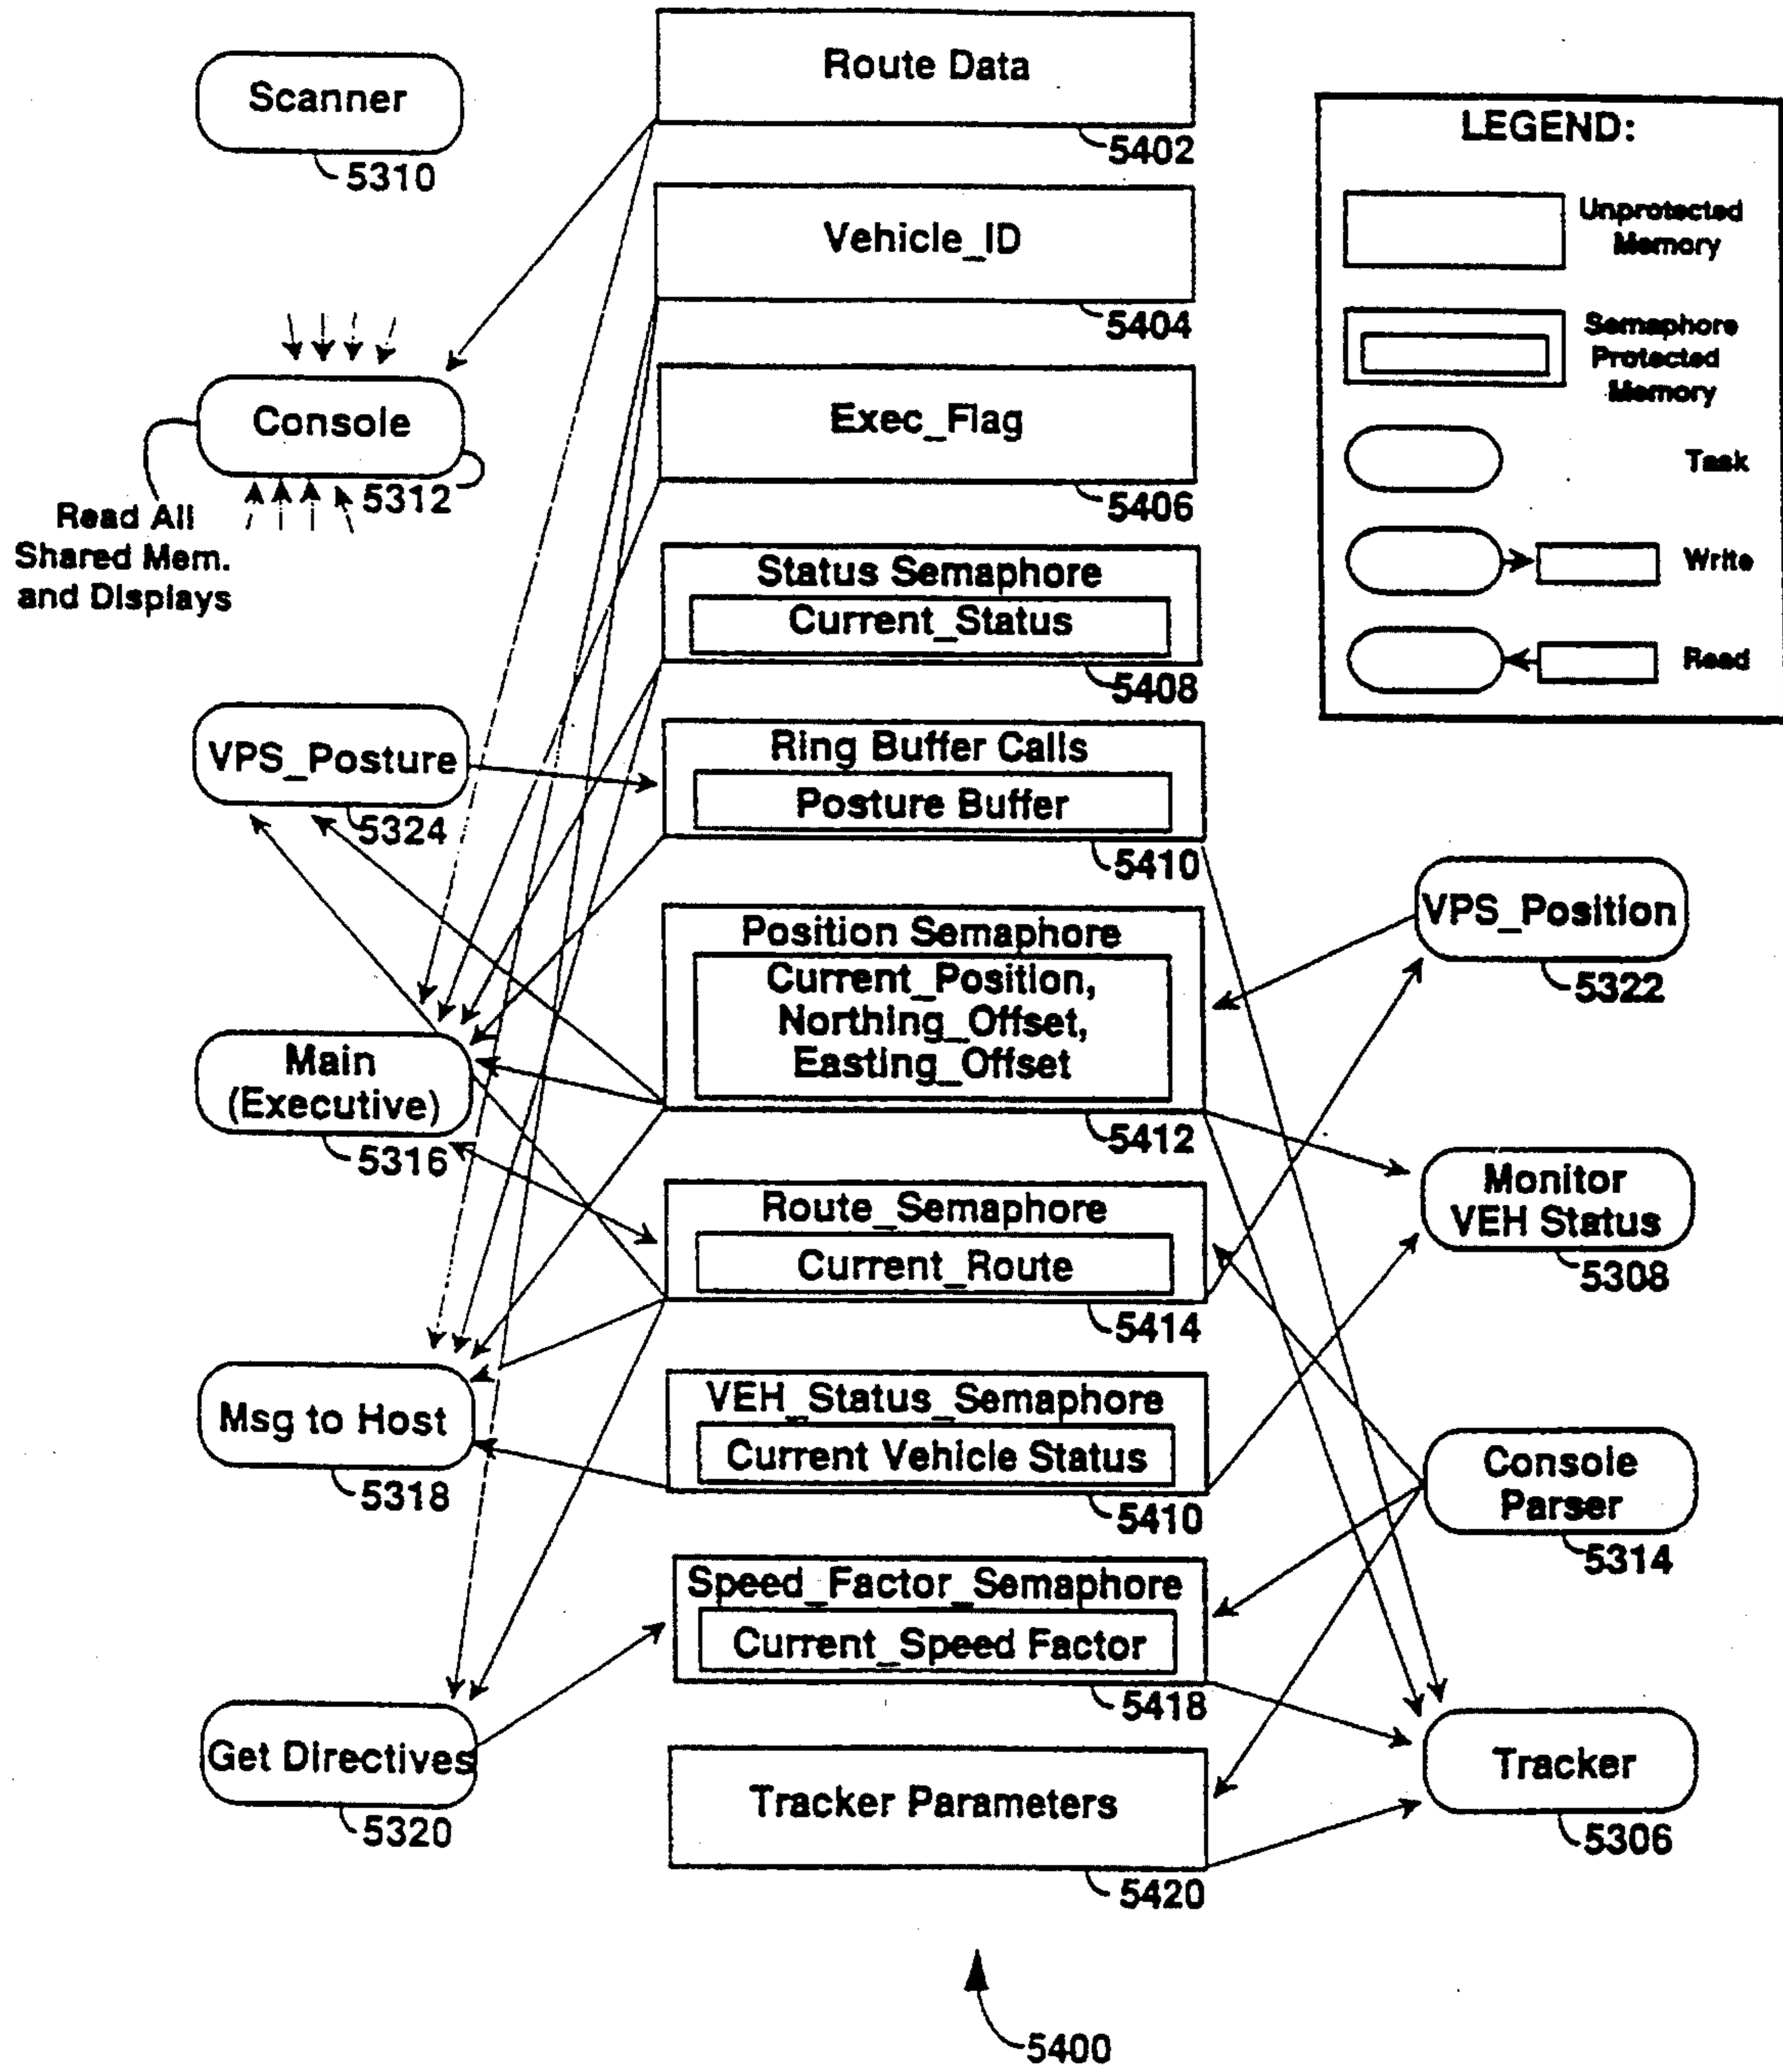 Scanner
5310
Console
5312
Read All
Shared Mem.
and Displays
VPS_Posture
5324
Main
(Executive)
5316
Msg to Host
5318
Get Directives
5320
Route Data
5402
Vehicle_ID
5404
Exec_Flag
5406
Status Semaphore
Current_Status
5408
Ring Buffer Calls
Posture Buffer
5410
Position Semaphore
Current_Position,
Northing_Offset,
Easting_Offset
5412
Route_Semaphore
Current_Route
5414
VEH_Status_Semaphore
Current Vehicle Status
5410
Speed_Factor_Semaphore
Current_Speed Factor
5418
Tracker Parameters
5420
LEGEND:
Unprotected
Memory
Semaphore
Protected
Memory
Task
Write
Read
VPS_Position
5322
Monitor
VEH Status
5308
Console
Parser
5314
Tracker
5306
5400